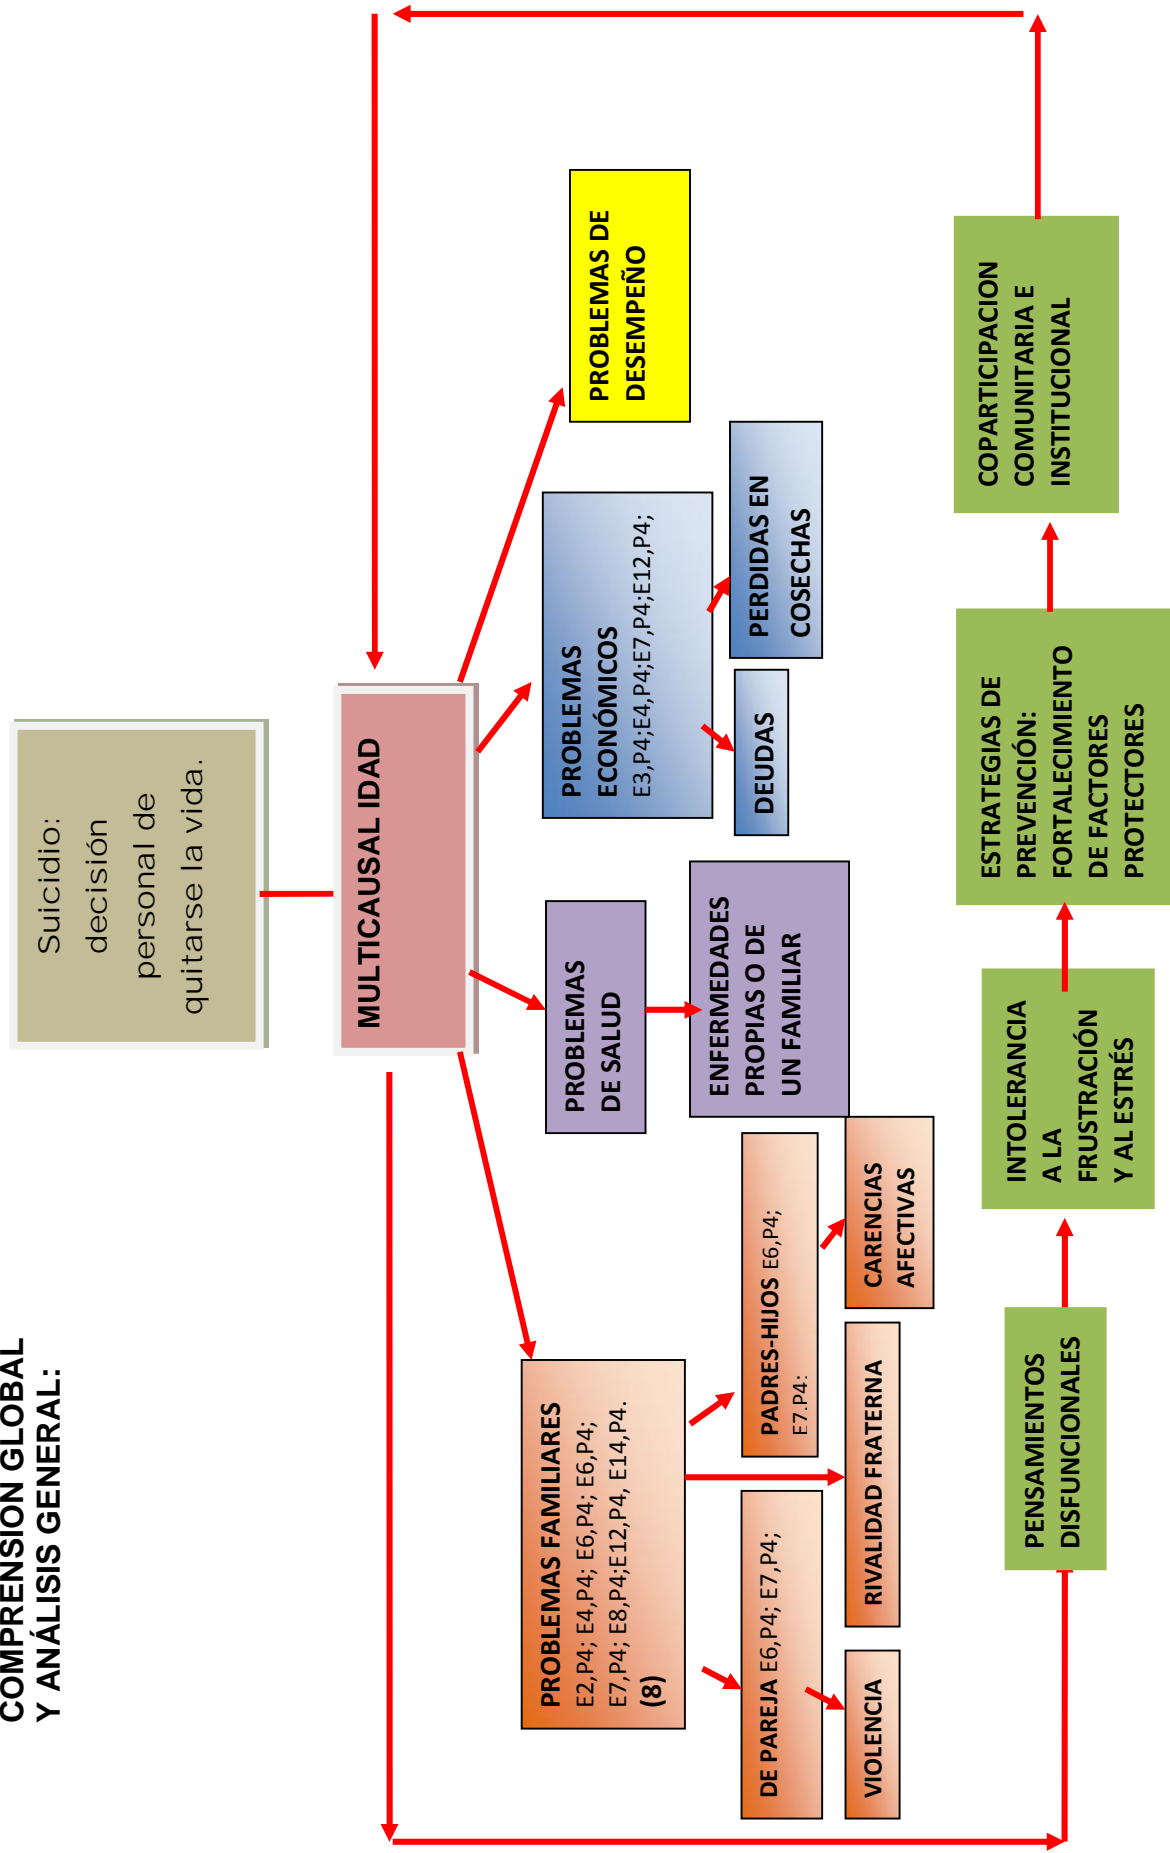 COMPRENSION GLOBAL
Y ANÁLISIS GENERAL:
Suicidio:
decisión
personal de
quitarse la vida.
MULTICAUSAL IDAD
PROBLEMAS FAMILIARES
E2,P4; E4,P4; E6,P4; E6,P4;
E7,P4; E8,P4;E12,P4, E14,P4.
(8)
DE PAREJA E6,P4; E7,P4;
VIOLENCIA
RIVALIDAD FRATERNA
PADRES-HIJOS E6,P4;
E7.P4:
CARENCIAS
AFECTIVAS
PROBLEMAS
DE SALUD
ENFERMEDADES
PROPIAS O DE
UN FAMILIAR
PROBLEMAS
ECONÓMICOS
E3,P4;E4,P4;E7,P4;E12,P4;
DEUDAS
PERDIDAS EN
COSECHAS
PROBLEMAS DE
DESEMPEÑO
PENSAMIENTOS
DISFUNCIONALES
INTOLERANCIA
A LA
FRUSTRACIÓN
Y AL ESTRÉS
ESTRATEGIAS DE
PREVENCIÓN:
FORTALECIMIENTO
DE FACTORES
PROTECTORES
COPARTICIPACION
COMUNITARIA E
INSTITUCIONAL